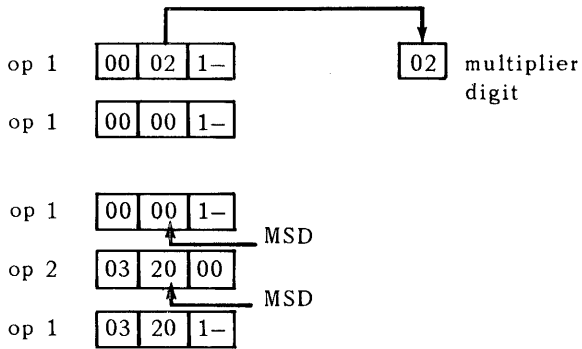 op 1 00 02 1– 02 multiplier
digit
op 1 00 00 1–
op 1 00 00 1–
MSD
op 2 03 20 00
MSD
op 1 03 20 1–